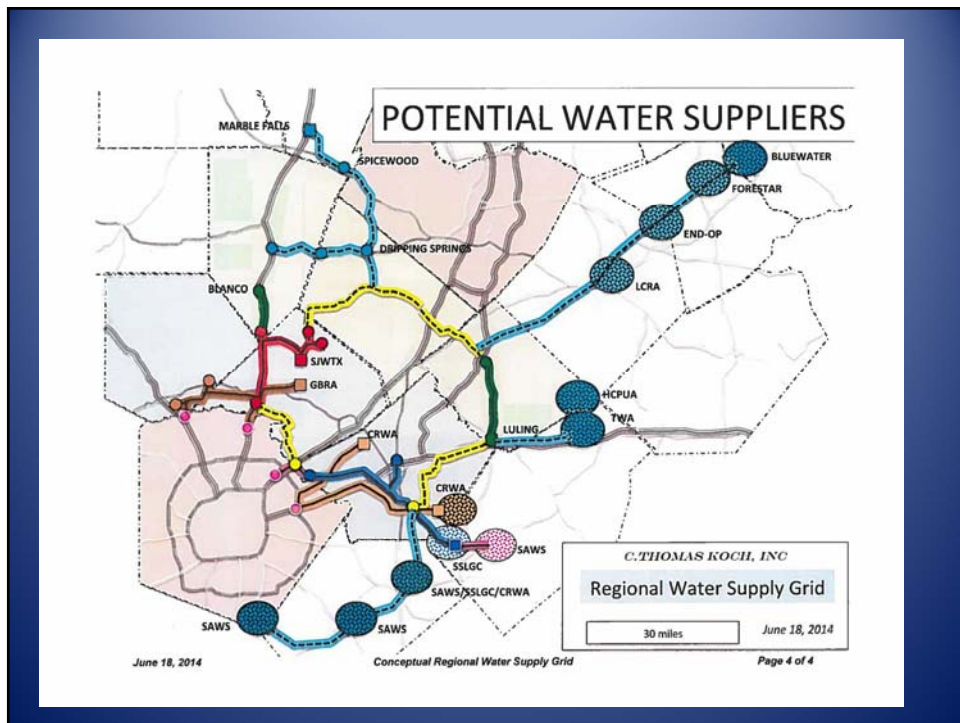 POTENTIAL WATER SUPPLIERS
MARBLE FALLS
SPICEWOOD
BLUEWATER
FORESTAR
END-OP
DRIPPING SPRINGS
LCRA
BLANCO
SJWTX
GBRA
HCPUA
TWA
LULING
CRWA
CRWA
SSLGC
SAWS
SAWS/SSLGC/CRWA
SAWS
SAWS
C.THOMAS KOCH, INC
Regional Water Supply Grid
30 miles
June 18, 2014
June 18, 2014
Conceptual Regional Water Supply Grid
Page 4 of 4